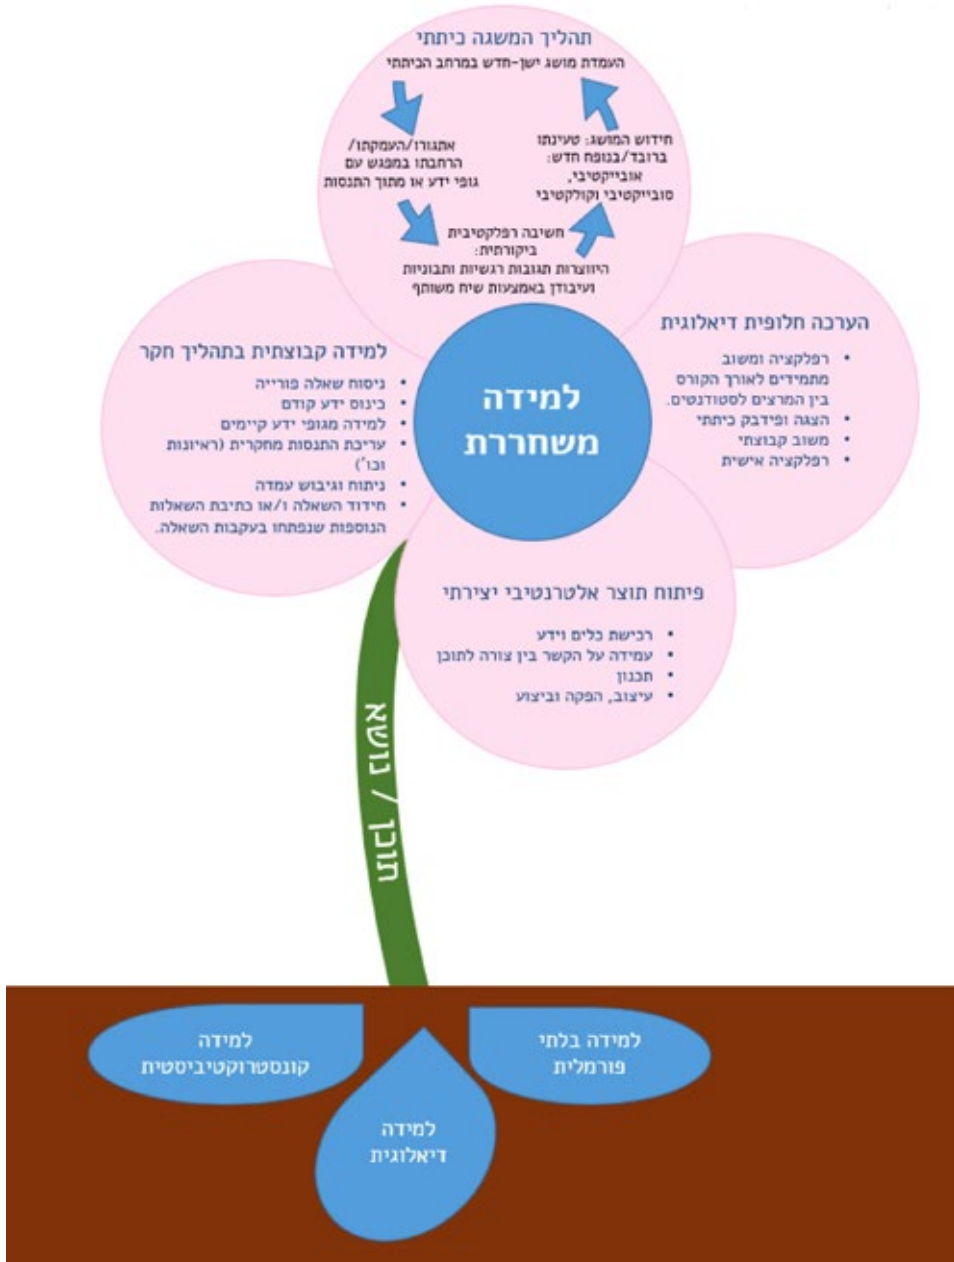 תהליך המשגה כיתתי
העמדת מושג ישן-חדש במרחב הכיתתי
אתגורו/העמקתו/
הרחבתו במפגש עם
גופי ידע או מתוך התנסות
חשיבה רפלקטיבית
ביקורתית:
היווצרות תגובות רגשיות ותבוניות
ועיבודן באמצעות שיח משותף
חידוש המושג: טעינתו
ברובד/בנופח חדש:
אובייקטיבי,
סובייקטיבי וקולקטיבי
הערכה חלופית דיאלוגית
• רפלקציה ומשוב
מתמידים לאורך הקורס
בין המרצים לסטודנטים.
• הצגה ופידבק כיתתי
• משוב קבוצתי
• רפלקציה אישית
למידה
משחררת
למידה קבוצתית בתהליך חקר
• ניסוח שאלה פורייה
• כינוס ידע קודם
• למידה מגופי ידע קיימים
• עריכת התנסות מחקרית (ראיונות
וכו')
• ניתוח וגיבוש עמדה
• חידוד השאלה ו/או כתיבת השאלות
הנוספות שנפתחו בעקבות השאלה.
פיתוח תוצר אלטרנטיבי יצירתי
• רכישת כלים וידע
• עמידה על הקשר בין צורה לתוכן
• תכנון
• עיצוב, הפקה וביצוע
תוכן / נושא
למידה בלתי
פורמלית
למידה
קונסטרוקטיביסטית
למידה
דיאלוגית